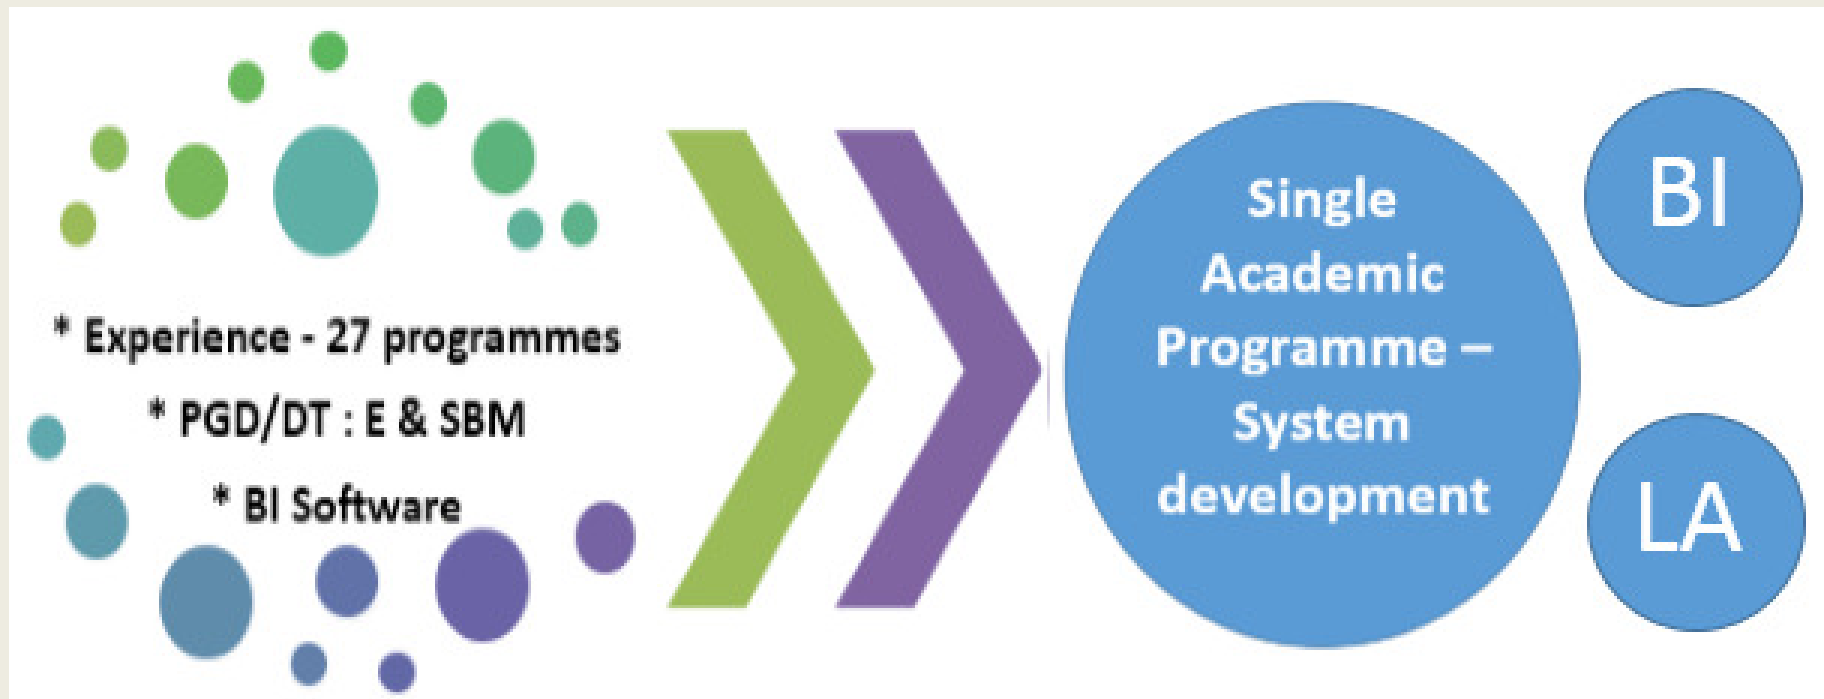 * Experience - 27 programmes
* PGD/DT : E & SBM
* BI Software
Single
Academic
Programme –
System
development
BI
LA